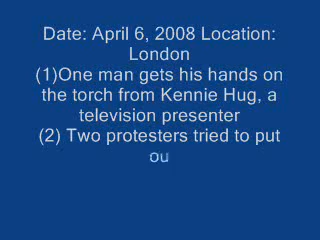 Date: April 6, 2008 Location:
London
(1)One man gets his hands on
the torch from Kennie Hug, a
television presenter
(2) Two protesters tried to put
ou